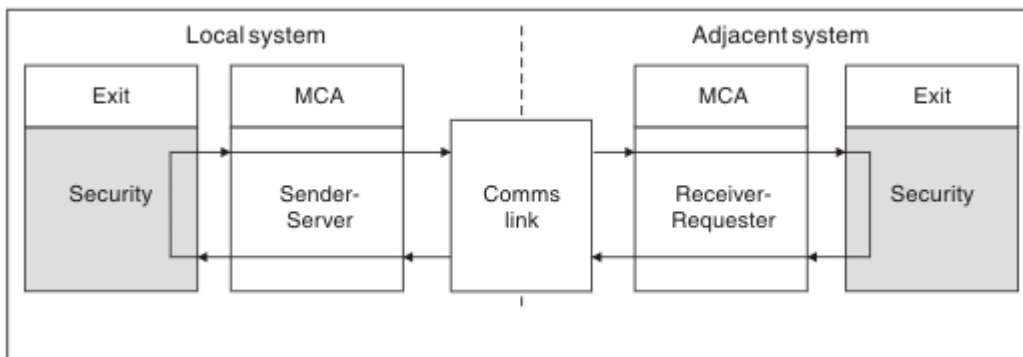 Local system
Adjacent system
Exit
MCA
MCA
Exit
Security
Sender-
Server
Comms
link
Receiver-
Requester
Security